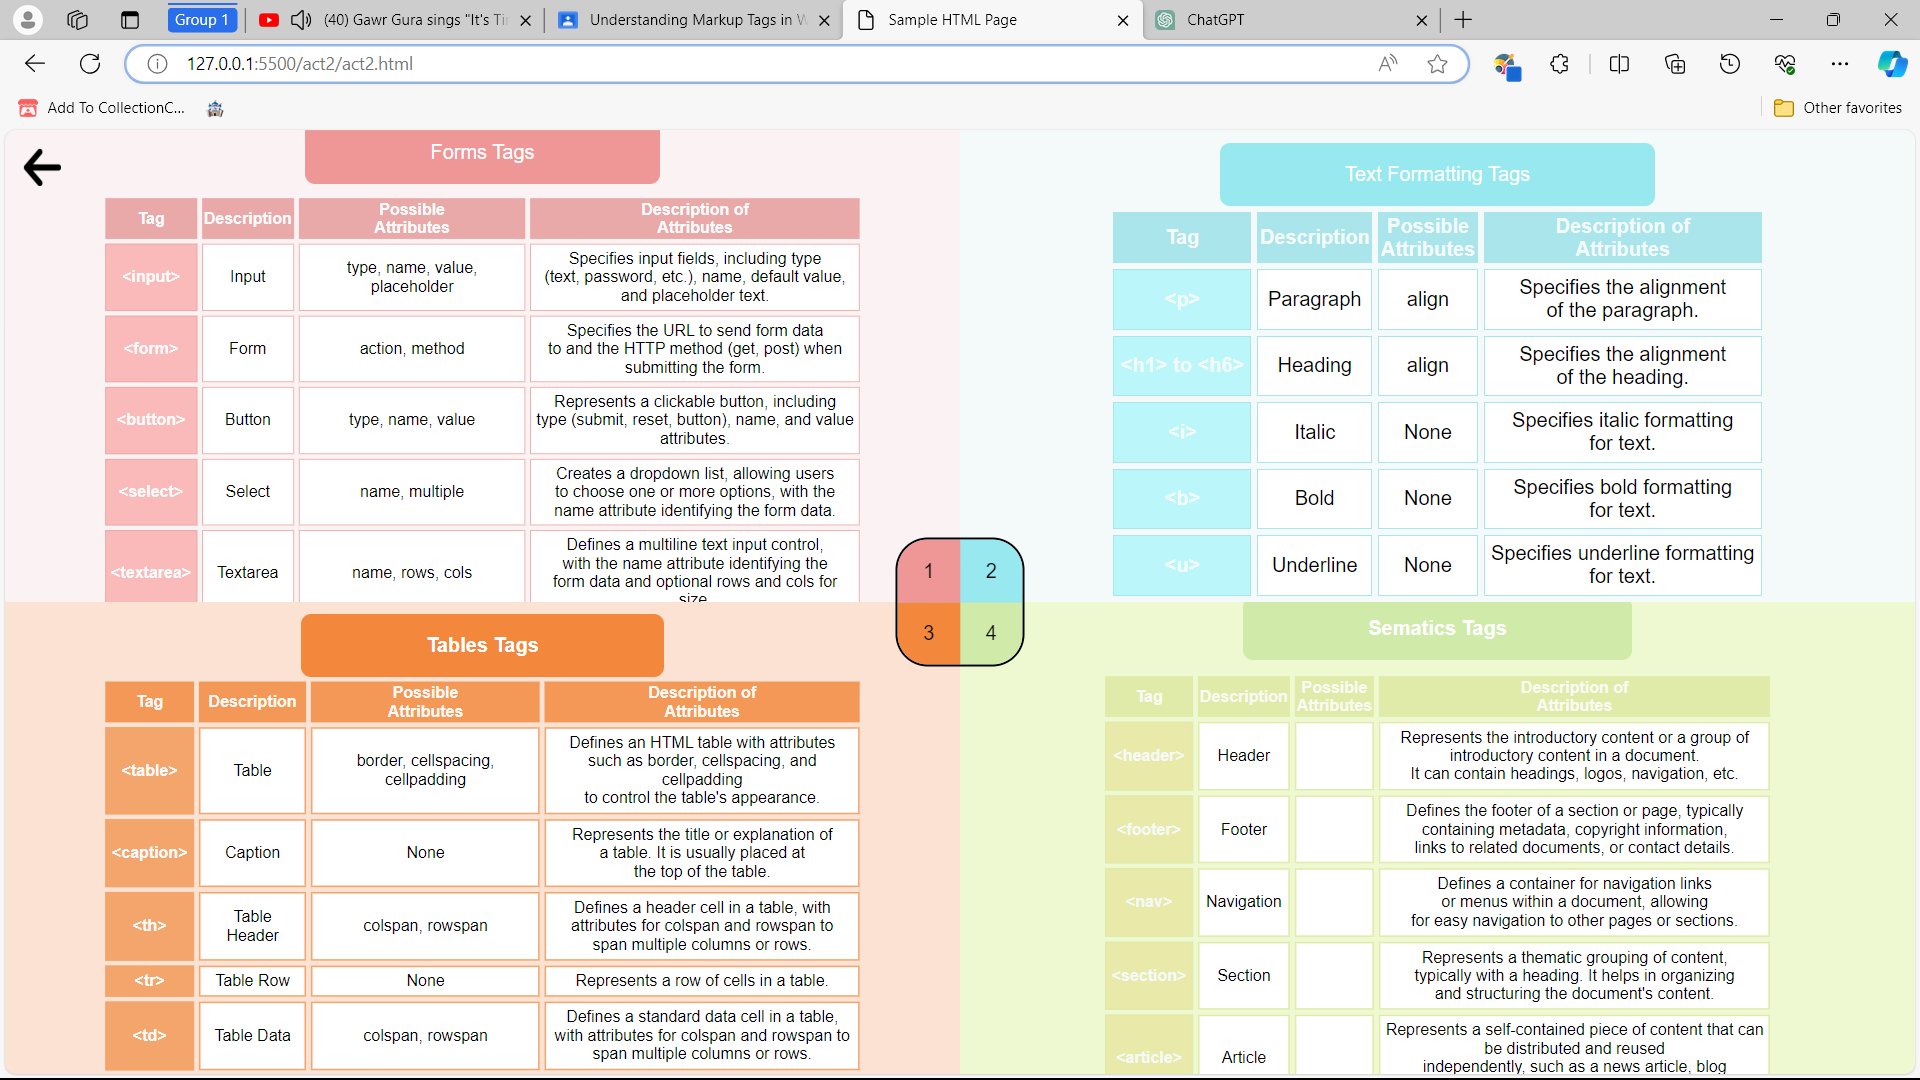 Group 1
(40) Gawr Gura sings "It's Ti
Understanding Markup Tags in W
Sample HTML Page
ChatGPT
127.0.0.1:5500/act2/act2.html
Add To CollectionC...
Other favorites
Forms Tags
Tag Description Possible Attributes Description of Attributes
<input> Input type, name, value, placeholder Specifies input fields, including type (text, password, etc.), name, default value, and placeholder text.
<form> Form action, method Specifies the URL to send form data to and the HTTP method (get, post) when submitting the form.
<button> Button type, name, value Represents a clickable button, including type (submit, reset, button), name, and value attributes.
<select> Select name, multiple Creates a dropdown list, allowing users to choose one or more options, with the name attribute identifying the form data.
<textarea> Textarea name, rows, cols Defines a multiline text input control, with the name attribute identifying the form data and optional rows and cols for size.
Text Formatting Tags
Tag Description Possible Attributes Description of Attributes
<p> Paragraph align Specifies the alignment of the paragraph.
<h1> to <h6> Heading align Specifies the alignment of the heading.
<i> Italic None Specifies italic formatting for text.
<b> Bold None Specifies bold formatting for text.
<u> Underline None Specifies underline formatting for text.
1 2
3 4
Tables Tags
Tag Description Possible Attributes Description of Attributes
<table> Table border, cellspacing, cellpadding Defines an HTML table with attributes such as border, cellspacing, and cellpadding to control the table's appearance.
<caption> Caption None Represents the title or explanation of a table. It is usually placed at the top of the table.
<th> Table Header colspan, rowspan Defines a header cell in a table, with attributes for colspan and rowspan to span multiple columns or rows.
<tr> Table Row None Represents a row of cells in a table.
<td> Table Data colspan, rowspan Defines a standard data cell in a table, with attributes for colspan and rowspan to span multiple columns or rows.
Sematics Tags
Tag Description Possible Attributes Description of Attributes
<header> Header Represents the introductory content or a group of introductory content in a document. It can contain headings, logos, navigation, etc.
<footer> Footer Defines the footer of a section or page, typically containing metadata, copyright information, links to related documents, or contact details.
<nav> Navigation Defines a container for navigation links or menus within a document, allowing for easy navigation to other pages or sections.
<section> Section Represents a thematic grouping of content, typically with a heading. It helps in organizing and structuring the document's content.
<article> Article Represents a self-contained piece of content that can be distributed and reused independently, such as a news article, blog